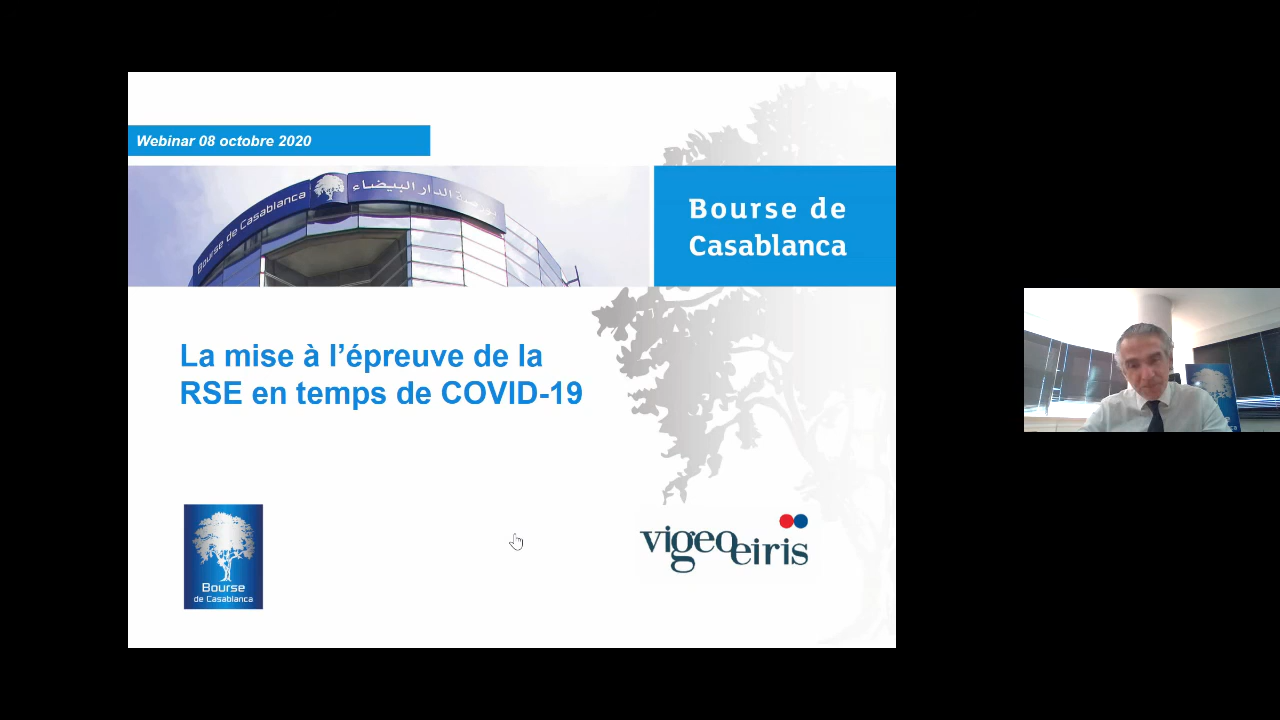 Webinar 08 octobre 2020
Bourse de Casablanca
بورصة الدار البيضاء
Bourse de
Casablanca
La mise à l’épreuve de la
RSE en temps de COVID-19
Bourse
de Casablanca
vigeoeiris